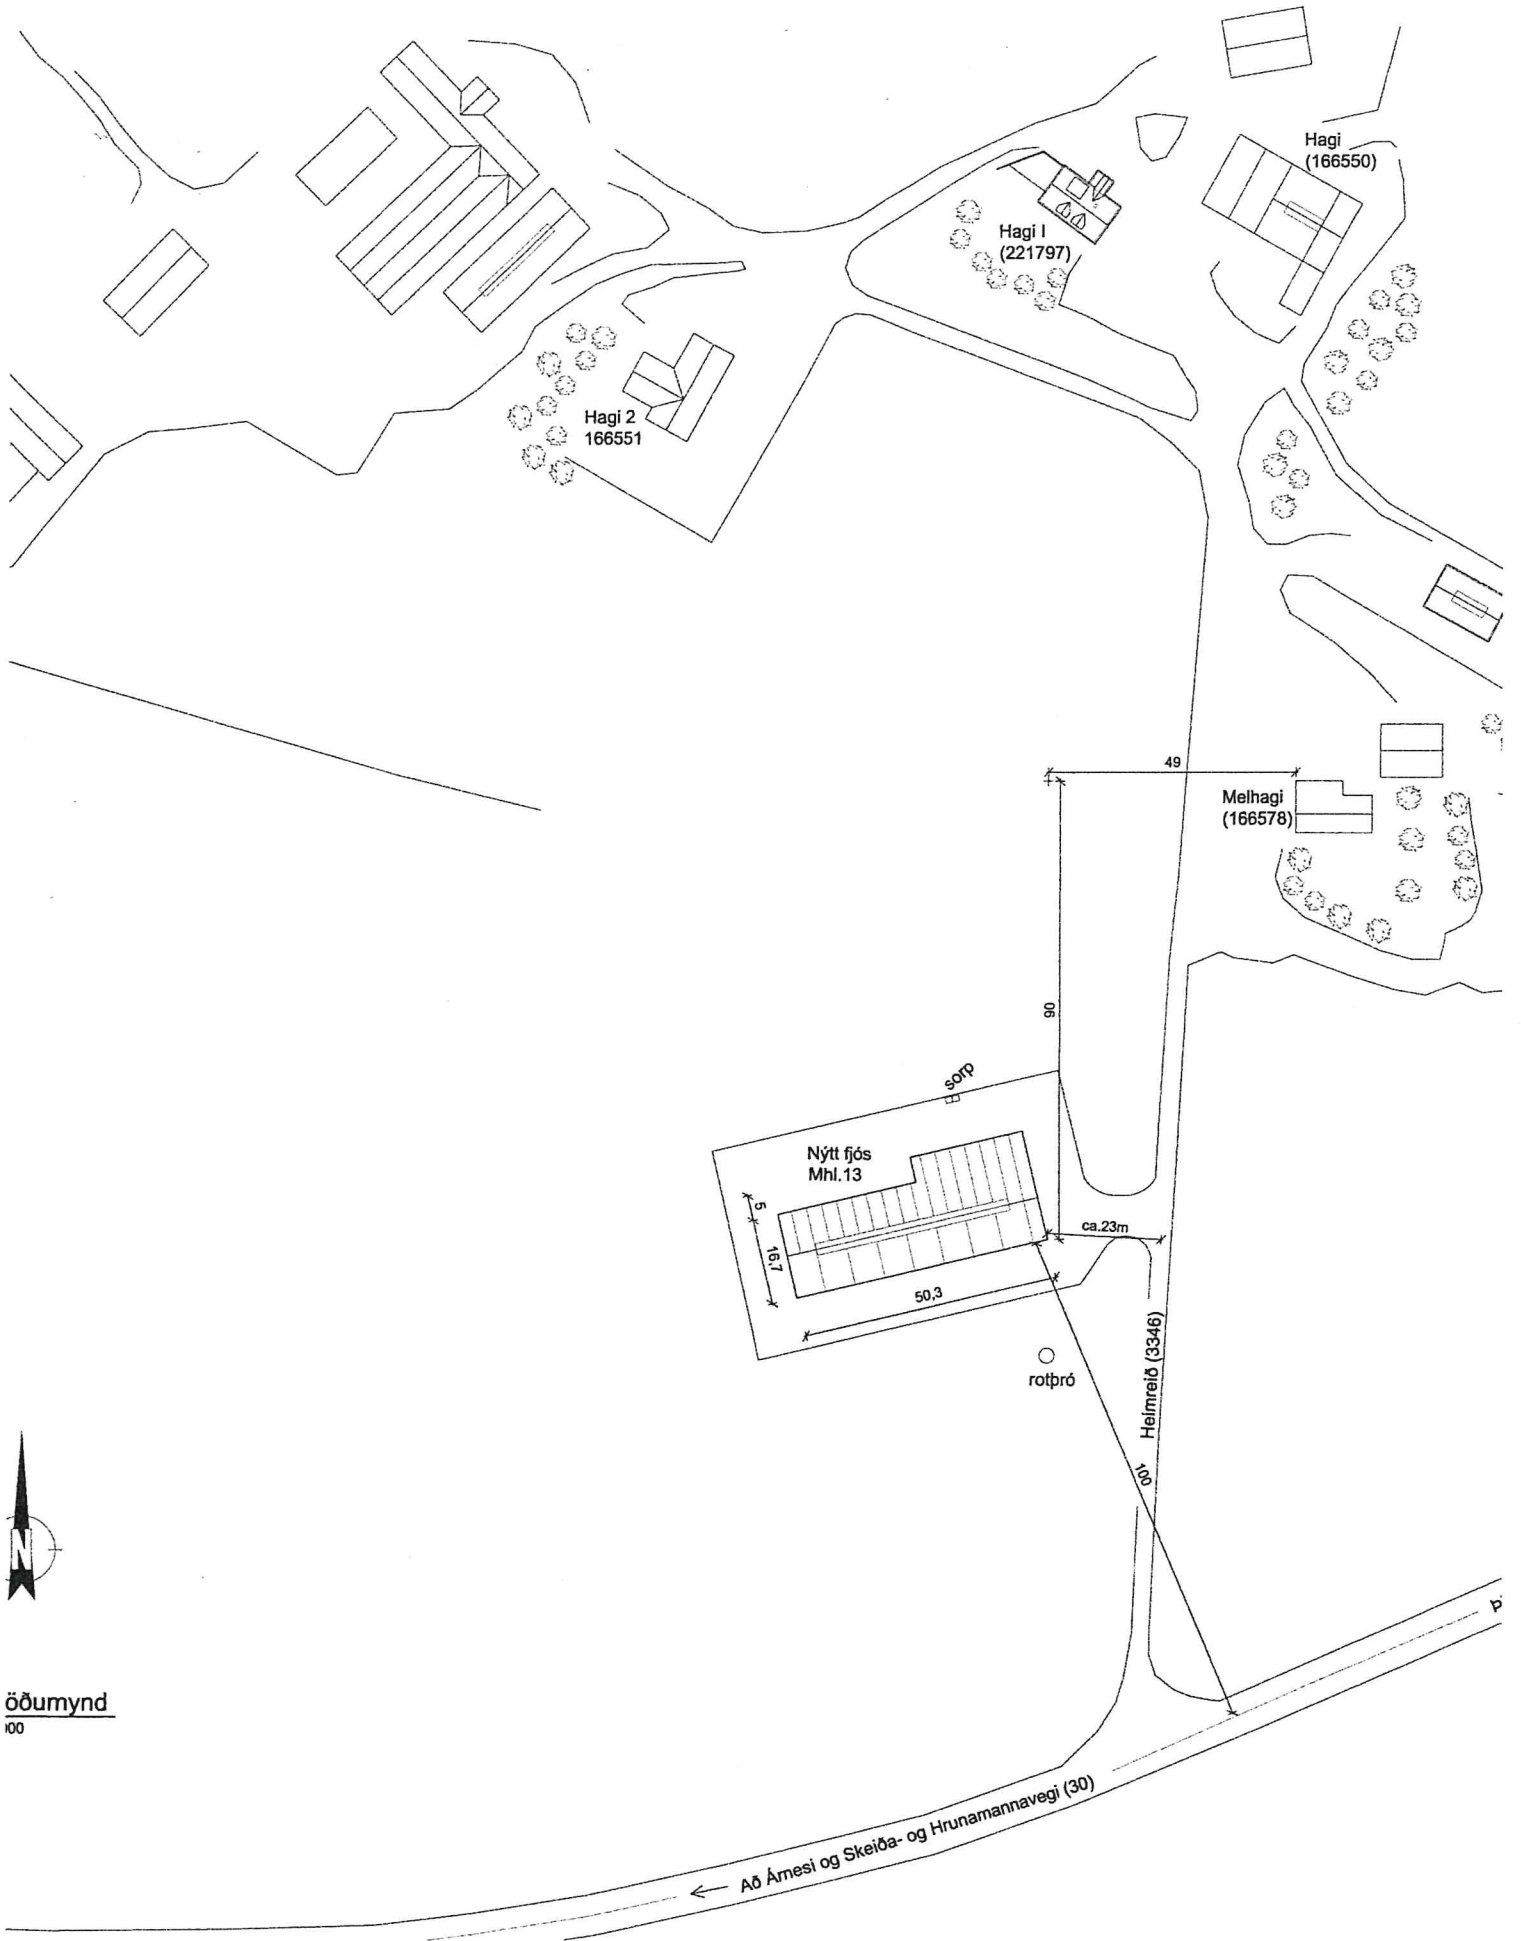 Hagi
(166550)
Hagi I
(221797)
Hagi 2
166551
49
Melhagi
(166578)
90
sorp
Nýtt fjós
Mhl.13
5
16,7
ca.23m
50,3
rotþró
Heimreið (3346)
100
N
öðumynd
00
Þ
← Að Árnesi og Skeiða- og Hrunamannavegi (30)